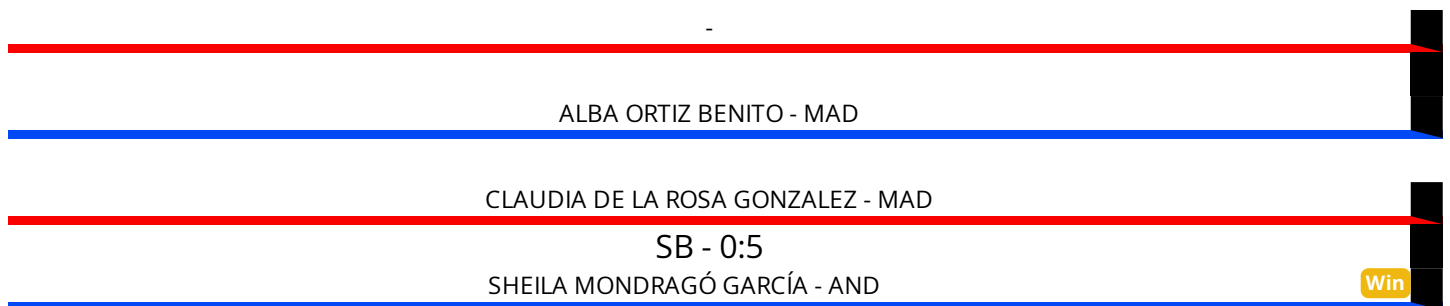 -
ALBA ORTIZ BENITO - MAD
CLAUDIA DE LA ROSA GONZALEZ - MAD
SB - 0:5
SHEILA MONDRAGÓ GARCÍA - AND
Win